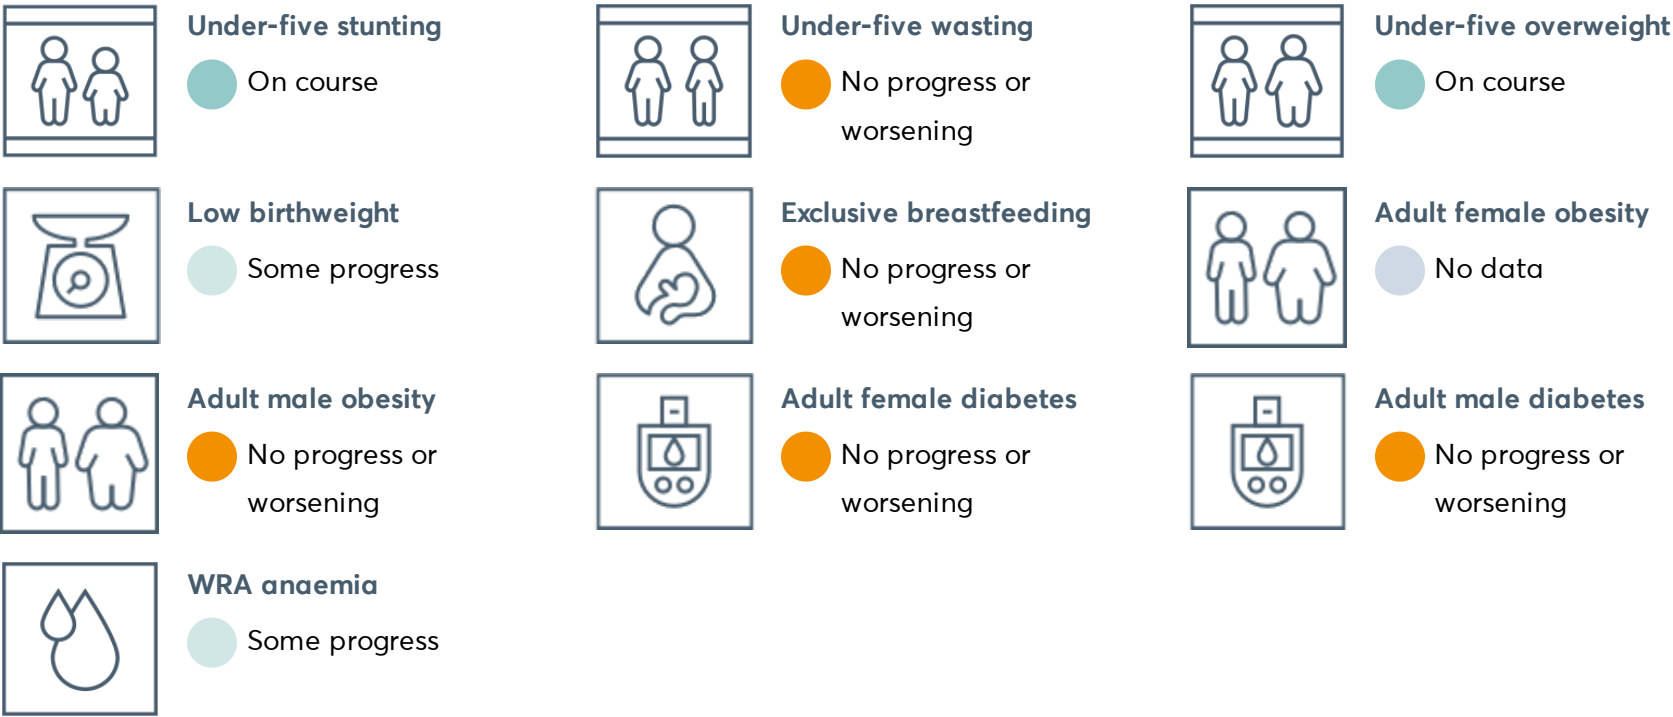 Under-five stunting
On course
Under-five wasting
No progress or
worsening
Under-five overweight
On course
Low birthweight
Some progress
Exclusive breastfeeding
No progress or
worsening
Adult female obesity
No data
Adult male obesity
No progress or
worsening
Adult female diabetes
No progress or
worsening
Adult male diabetes
No progress or
worsening
WRA anaemia
Some progress